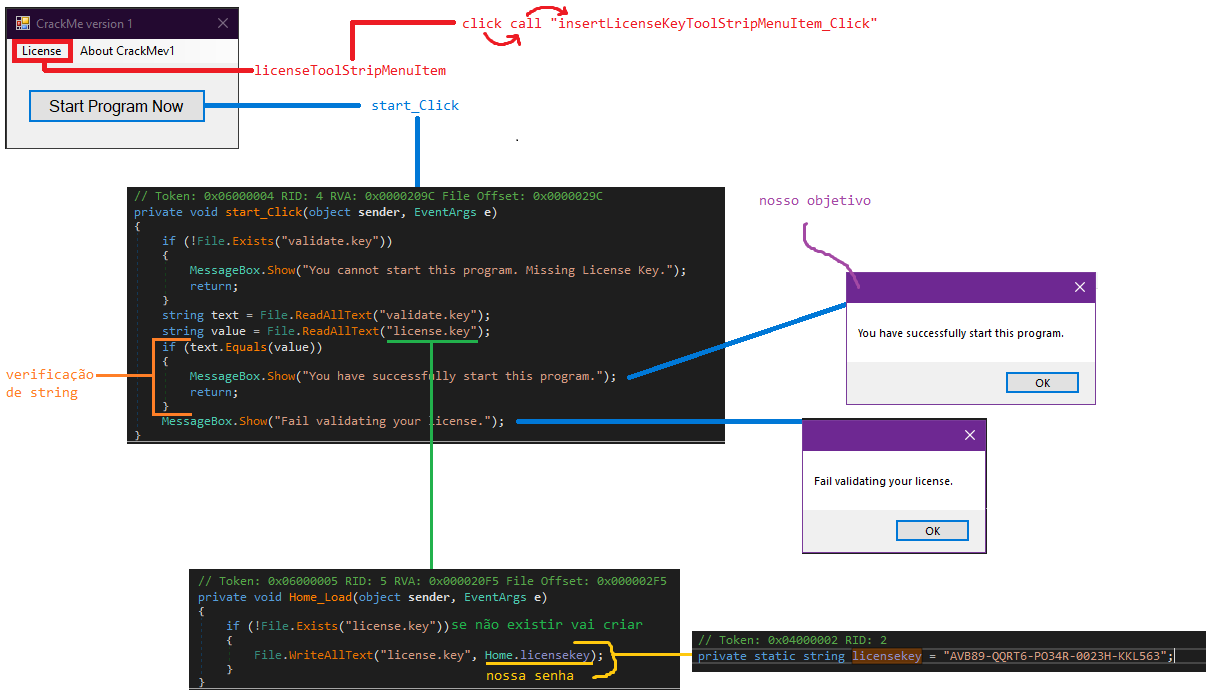 CrackMe version 1
click call "insertLicenseKeyToolStripMenuItem_Click"
License About CrackMev1
licenseToolStripMenuItem
Start Program Now
start_Click
// Token: 0x06000004 RID: 4 RVA: 0x0000209C File Offset: 0x0000029C
private void start_Click(object sender, EventArgs e)
{
if (!File.Exists("validate.key"))
{
MessageBox.Show("You cannot start this program. Missing License Key.");
return;
}
string text = File.ReadAllText("validate.key");
string value = File.ReadAllText("license.key");
if (text.Equals(value))
{
MessageBox.Show("You have successfully start this program.");
return;
}
MessageBox.Show("Fail validating your license.");
}
verificação
de string
nosso objetivo
You have successfully start this program.
OK
Fail validating your license.
OK
// Token: 0x06000005 RID: 5 RVA: 0x000020F5 File Offset: 0x000002F5
private void Home_Load(object sender, EventArgs e)
{
if (!File.Exists("license.key")) se não existir vai criar
{
File.WriteAllText("license.key", Home.licensekey);
}
nossa senha
}
// Token: 0x04000002 RID: 2
private static string licensekey = "AVB89-QQRT6-PO34R-0023H-KKL563";